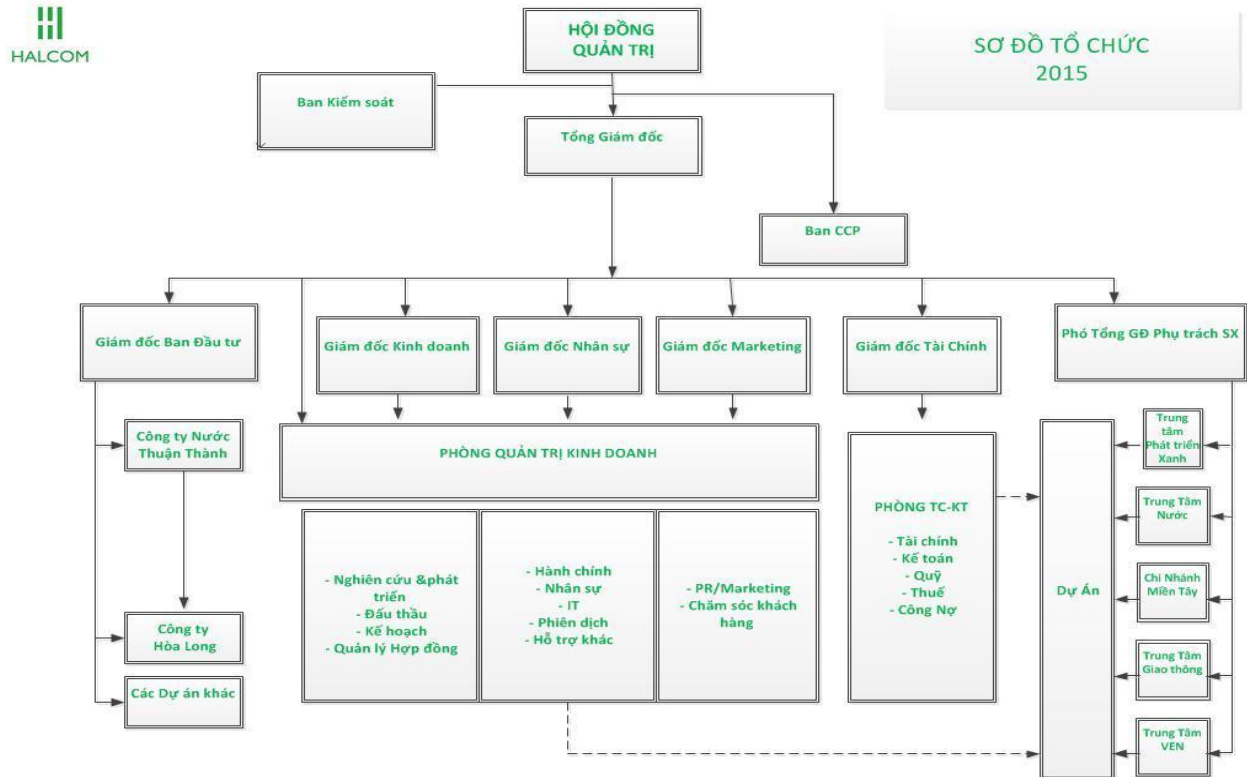 HALCOM
SƠ ĐỒ TỔ CHỨC
2015
HỘI ĐỒNG
QUẢN TRỊ
Ban Kiểm soát
Tổng Giám đốc
Ban CCP
Giám đốc Ban Đầu tư
Giám đốc Kinh doanh
Giám đốc Nhân sự
Giám đốc Marketing
Giám đốc Tài Chính
Phó Tổng GĐ Phụ trách SX
Công ty Nước
Thuận Thành
Công ty
Hòa Long
Các Dự án khác
PHÒNG QUẢN TRỊ KINH DOANH
- Nghiên cứu &phát
triển
- Đấu thầu
- Kế hoạch
- Quản lý Hợp đồng
- Hành chính
- Nhân sự
- IT
- Phiên dịch
- Hỗ trợ khác
- PR/Marketing
- Chăm sóc khách
hàng
PHÒNG TC-KT
- Tài chính
- Kế toán
- Quỹ
- Thuế
- Công Nợ
Dự Án
Trung
tâm
Phát triển
Xanh
Trung Tâm
Nước
Chi Nhánh
Miền Tây
Trung Tâm
Giao thông
Trung Tâm
VEN